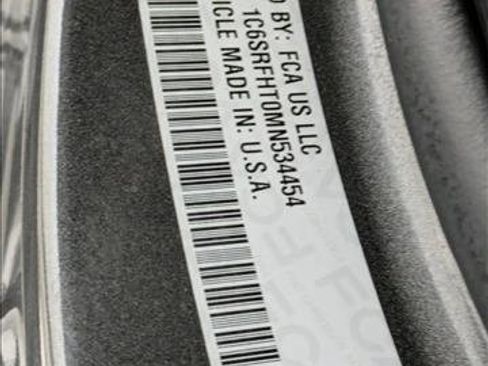 D BY: FCA US LLC
1C6SRFHT0MN534454
ICLE MADE IN: U.S.A.